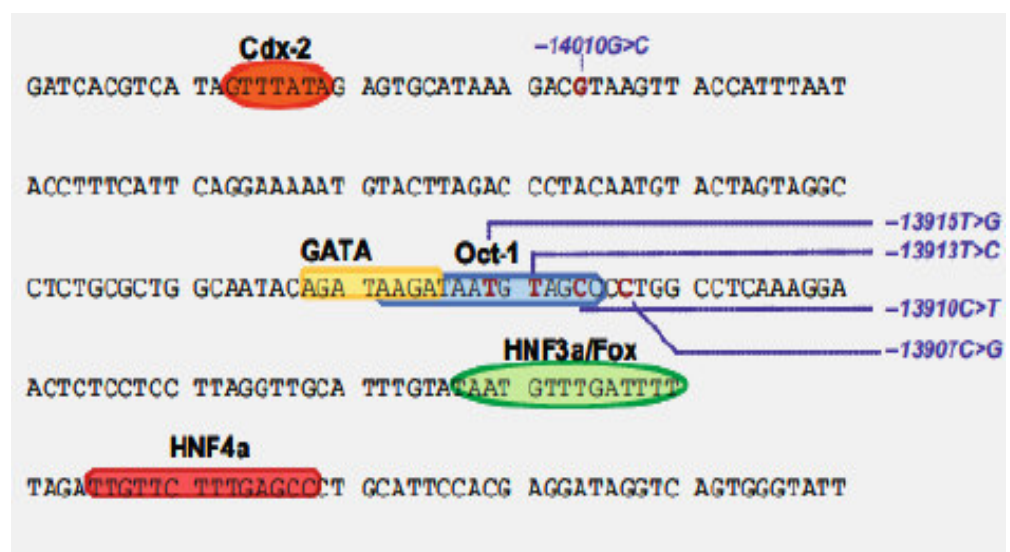 Cdx-2
–14010G>C
GATCACGTCA TAGTTTATAG AGTGCATAAA GACGTAAGTT ACCATTTAAT
ACCTTTCATT CAGGAAAAAT GTACTTAGAC CCTACAATGT ACTAGTAGGC
–13915T>G
GATA Oct-1
–13913T>C
CTCTGCGCTG GCAATACAGA TAAGATAATG TAGCCCCTGG CCTCAAAGGA
–13910C>T
HNF3a/Fox
–13907C>G
ACTCTCCTCC TTAGGTTGCA TTTGTATAAT GTTTGATTTT
HNF4a
TAGATTGTTC TTTGAGCCCT GCATTCCACG AGGATAGGTC AGTGGGTATT